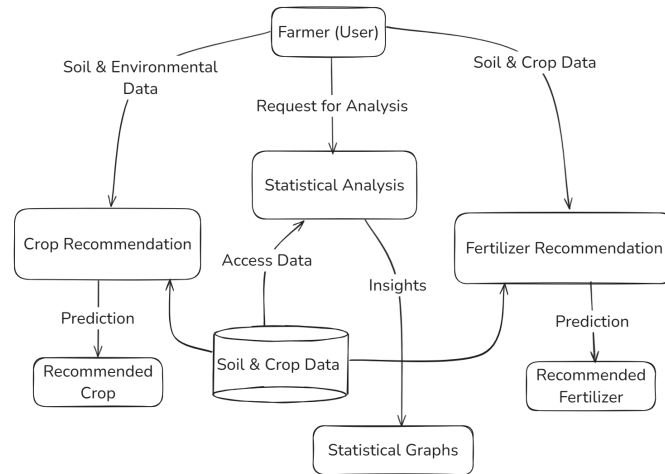 Farmer (User)
Soil & Environmental
Data
Soil & Crop Data
Request for Analysis
Statistical Analysis
Crop Recommendation
Fertilizer Recommendation
Access Data
Insights
Prediction
Prediction
Soil & Crop Data
Recommended
Crop
Recommended
Fertilizer
Statistical Graphs